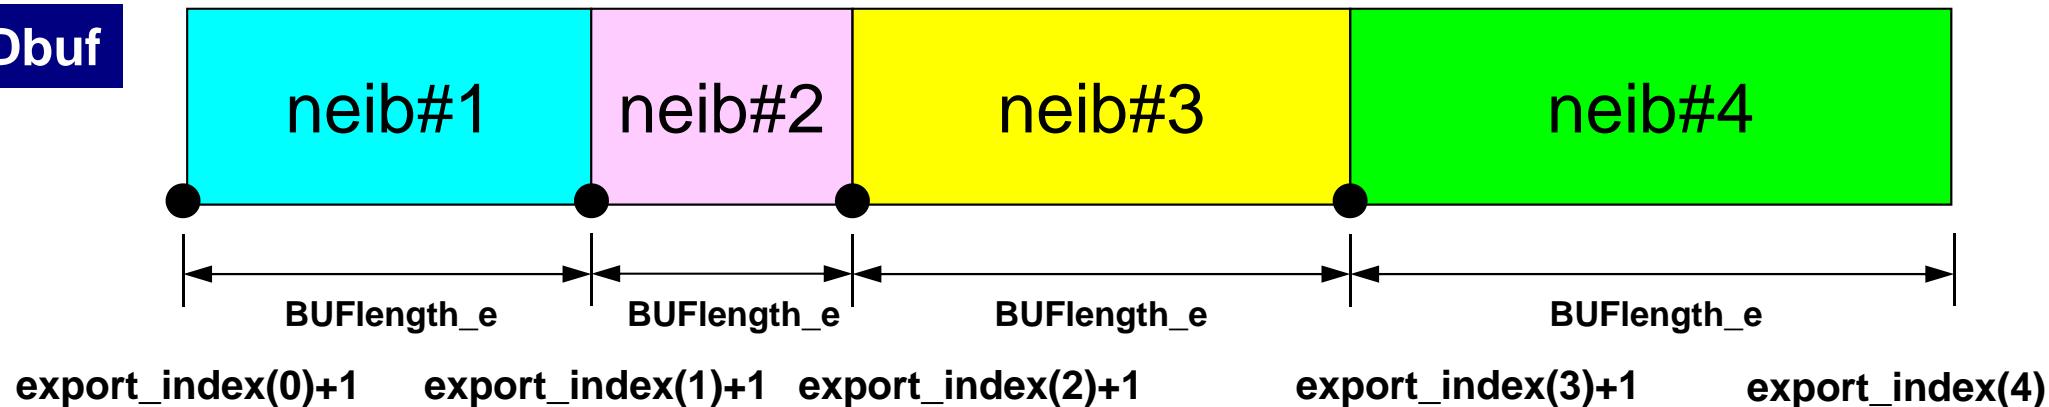 Dbuf
neib#1 neib#2 neib#3 neib#4
BUFlength_e BUFlength_e BUFlength_e BUFlength_e
export_index(0)+1 export_index(1)+1 export_index(2)+1 export_index(3)+1 export_index(4)